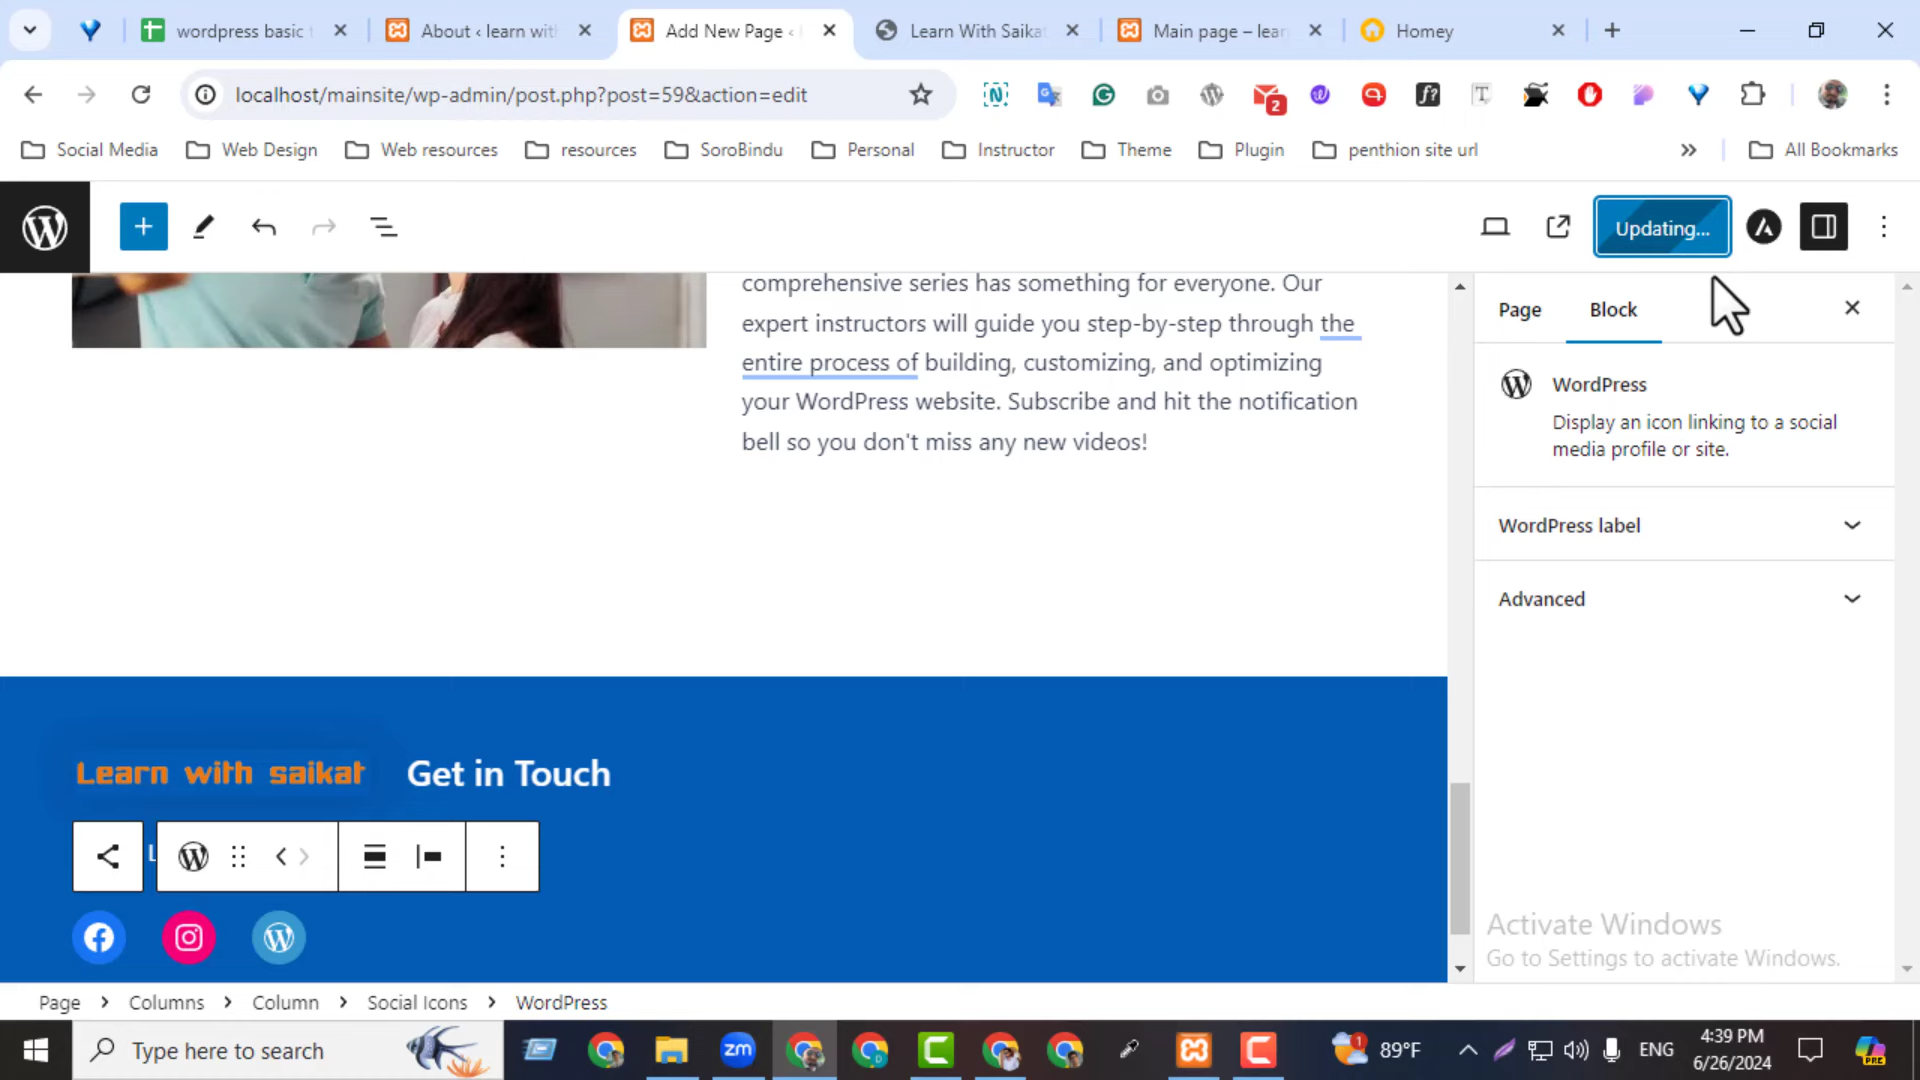 wordpress basic
About ‹ learn wit
Add New Page ‹
Learn With Saika
Main page – lear
Homey
localhost/mainsite/wp-admin/post.php?post=59&action=edit
2
f?
T
Social Media
Web Design
Web resources
resources
SoroBindu
Personal
Instructor
Theme
Plugin
penthion site url
All Bookmarks
Updating...
comprehensive series has something for everyone. Our
expert instructors will guide you step-by-step through the
entire process of building, customizing, and optimizing
your WordPress website. Subscribe and hit the notification
bell so you don't miss any new videos!
Page
Block
WordPress
Display an icon linking to a social
media profile or site.
WordPress label
Advanced
Learn with saikat
Get in Touch
Activate Windows
Go to Settings to activate Windows.
Page
Columns
Column
Social Icons
WordPress
Type here to search
zm
89°F
ENG
4:39 PM
6/26/2024
PRE